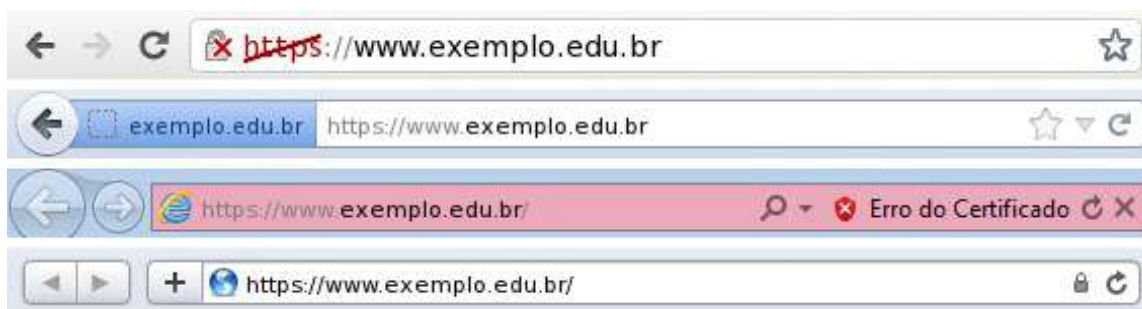 https://www.exemplo.edu.br
exemplo.edu.br https://www.exemplo.edu.br
https://www.exemplo.edu.br/ Erro do Certificado
https://www.exemplo.edu.br/